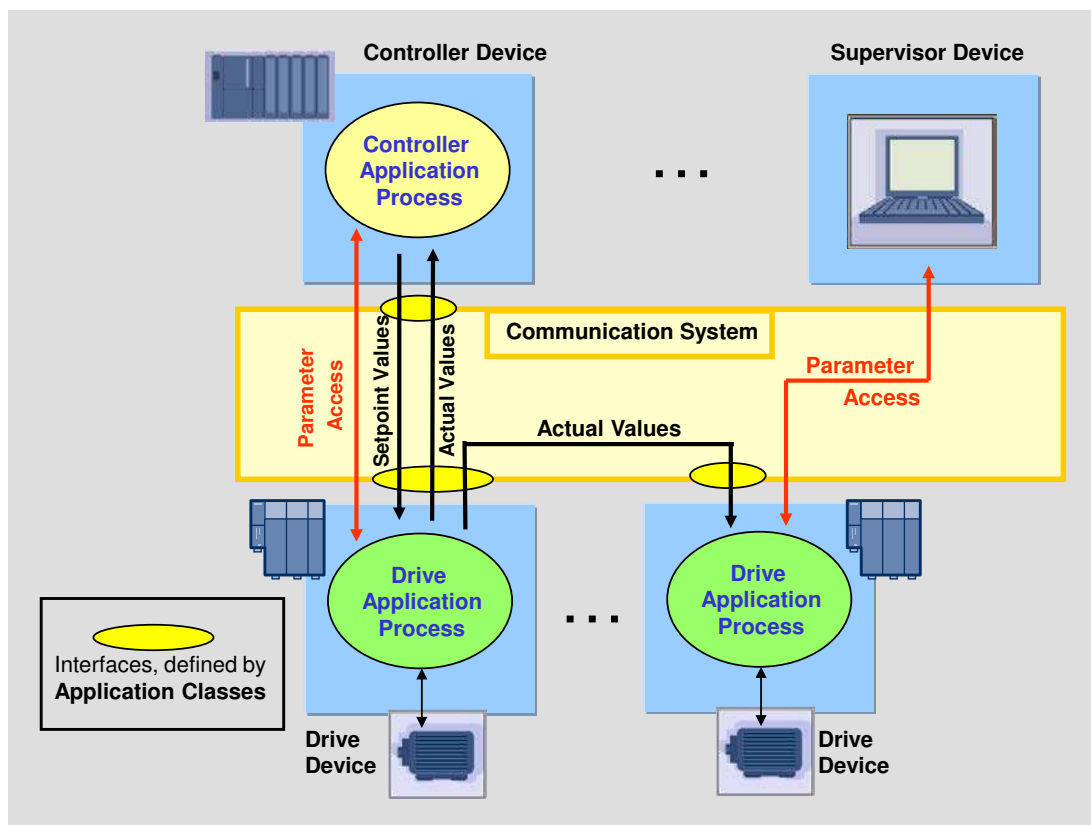 Controller Device
Supervisor Device
Controller
Application
Process
. . .
Communication System
Parameter
Access
Setpoint Values
Actual Values
Parameter
Access
Actual Values
Drive
Application
Process
. . .
Drive
Application
Process
Interfaces, defined by
Application Classes
Drive
Device
Drive
Device